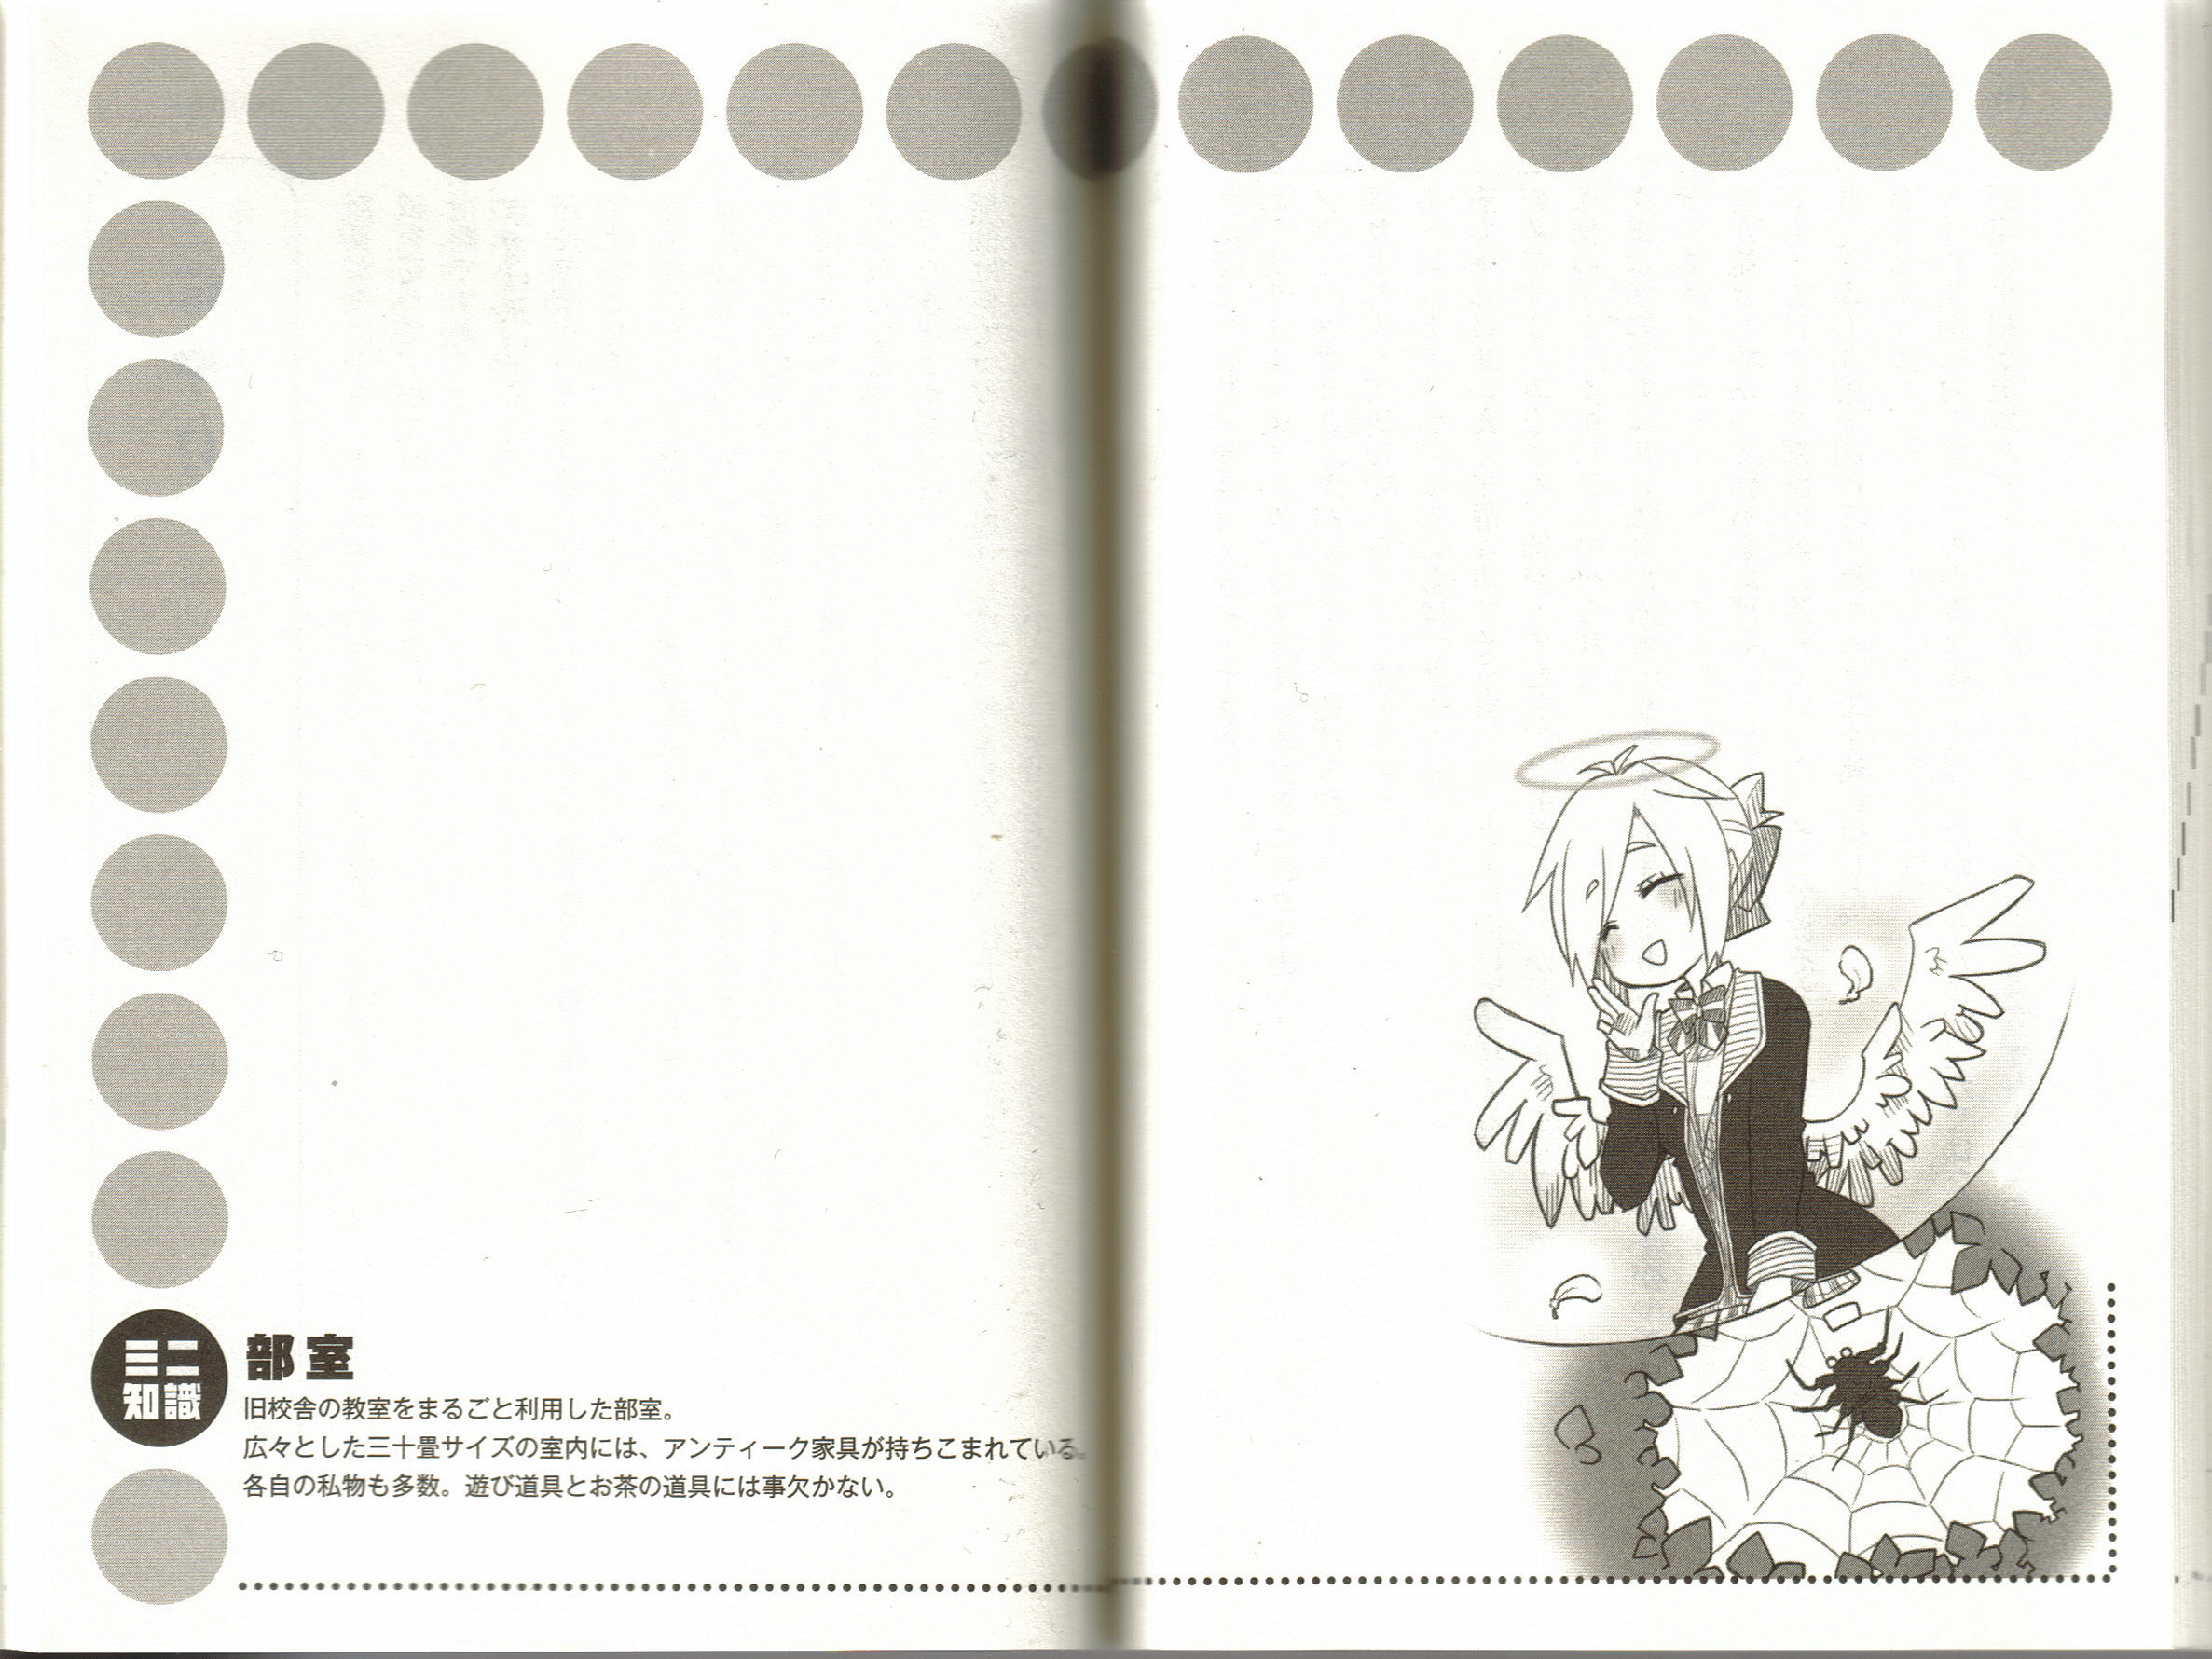 ミニ
知識
部室
旧校舎の教室をまるごと利用した部室。
広々とした三十畳サイズの室内には、アンティーク家具が持ちこまれている。
各自の私物も多数。遊び道具とお茶の道具には事欠かない。